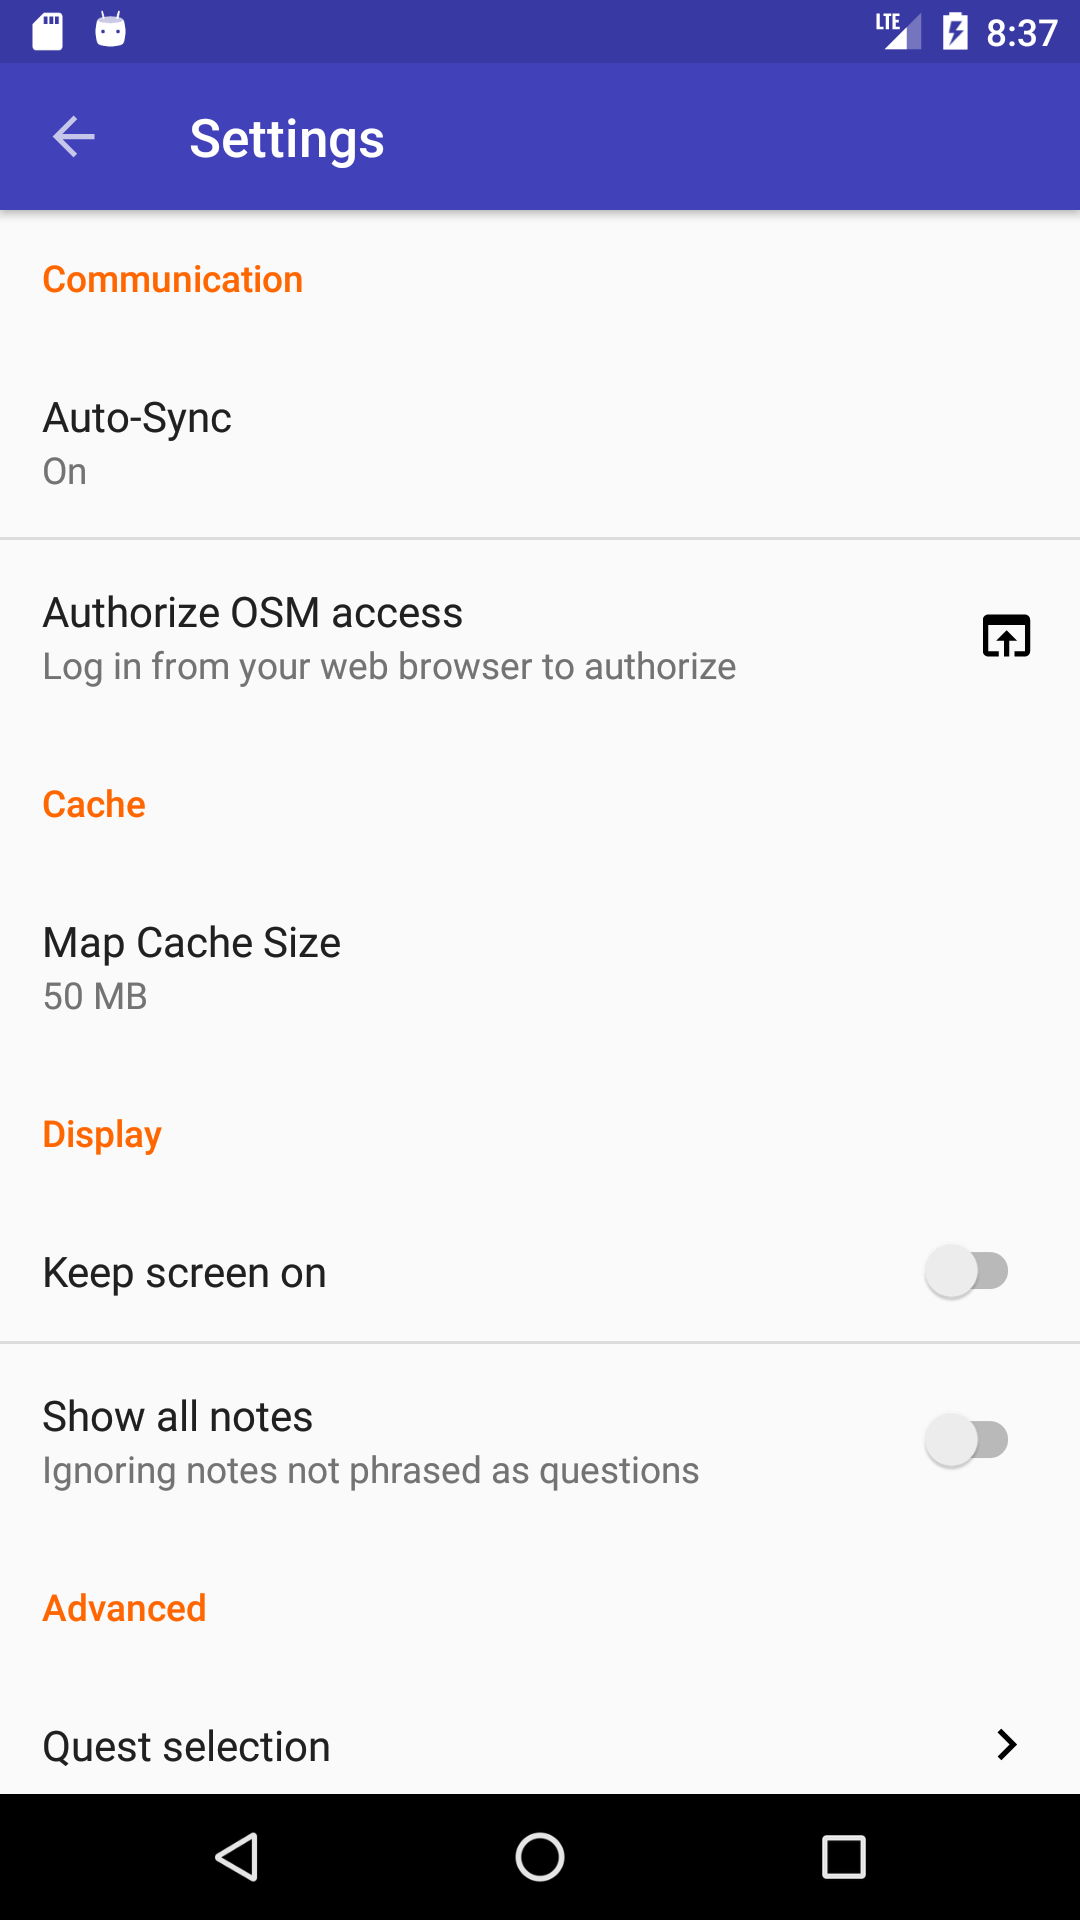 LTE 8:37
Settings
Communication
Auto-Sync
On
Authorize OSM access
Log in from your web browser to authorize
Cache
Map Cache Size
50 MB
Display
Keep screen on
Show all notes
Ignoring notes not phrased as questions
Advanced
Quest selection